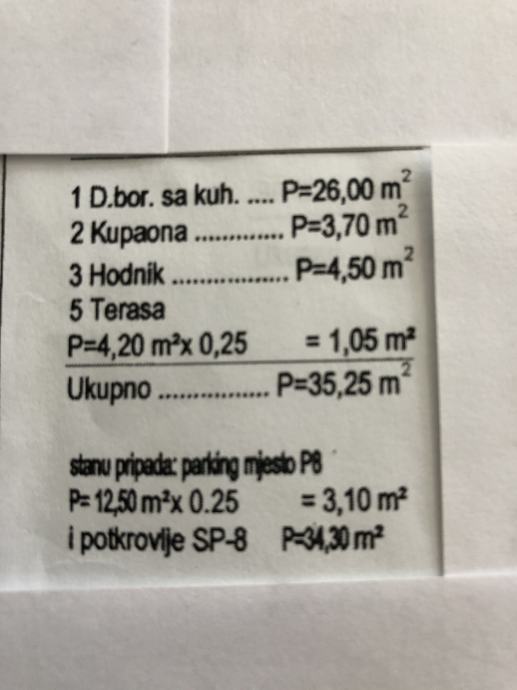 1 D.bor. sa kuh. .... P=26,00 m²
2 Kupaona ............. P=3,70 m²
3 Hodnik ................. P=4,50 m²
5 Terasa
P=4,20 m²x 0,25 = 1,05 m²
Ukupno ................ P=35,25 m²
stanu pripada: parking mjesto P8
P= 12,50 m²x 0.25 = 3,10 m²
i potkrovlje SP-8 P=34,30 m²